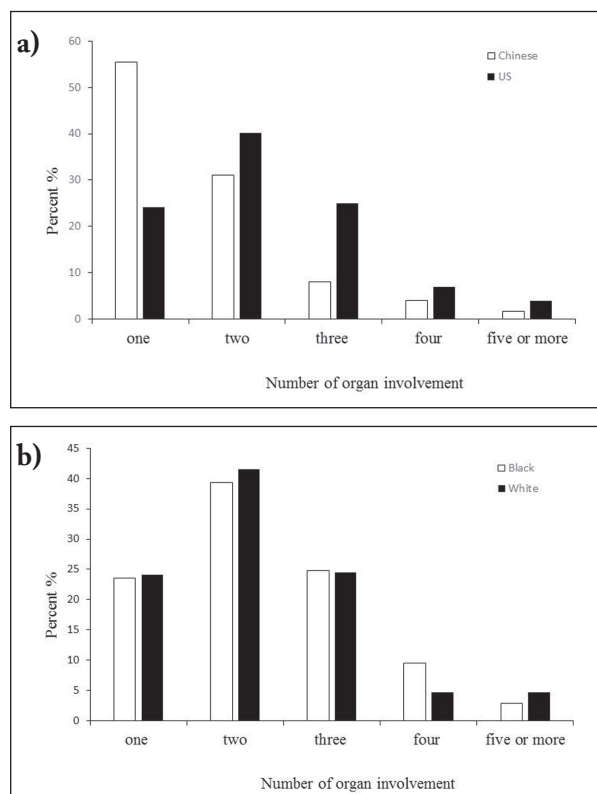 a)
60
50
40
30
20
10
0
Percent %
Chinese
US
one two three four five or more
Number of organ involvement
b)
45
40
35
30
25
20
15
10
5
0
Percent %
Black
White
one two three four five or more
Number of organ involvement